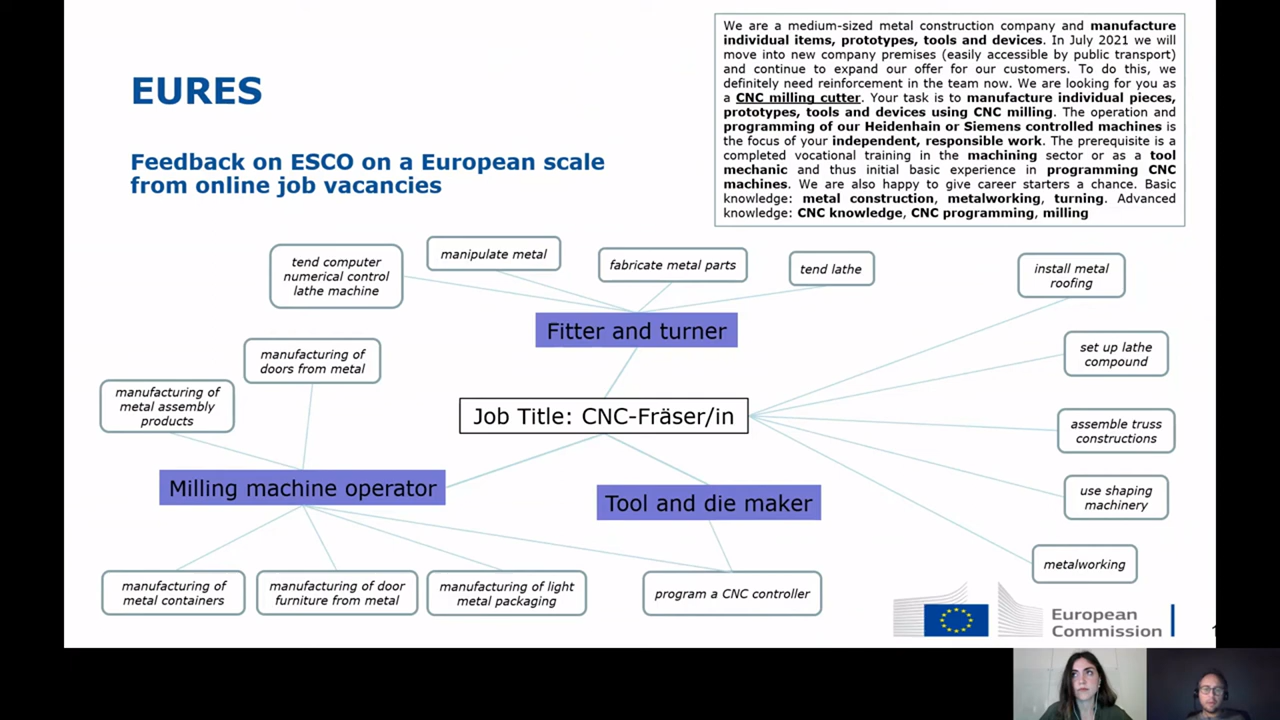 EURES
Feedback on ESCO on a European scale
from online job vacancies
We are a medium-sized metal construction company and manufacture
individual items, prototypes, tools and devices. In July 2021 we will
move into new company premises (easily accessible by public transport)
and continue to expand our offer for our customers. To do this, we
definitely need reinforcement in the team now. We are looking for you as
a CNC milling cutter. Your task is to manufacture individual pieces,
prototypes, tools and devices using CNC milling. The operation and
programming of our Heidenhain or Siemens controlled machines is
the focus of your independent, responsible work. The prerequisite is a
completed vocational training in the machining sector or as a tool
mechanic and thus initial basic experience in programming CNC
machines. We are also happy to give career starters a chance. Basic
knowledge: metal construction, metalworking, turning. Advanced
knowledge: CNC knowledge, CNC programming, milling
tend computer
numerical control
lathe machine
manipulate metal
fabricate metal parts
tend lathe
install metal
roofing
Fitter and turner
manufacturing of
doors from metal
set up lathe
compound
manufacturing of
metal assembly
products
Job Title: CNC-Fräser/in
assemble truss
constructions
Milling machine operator
Tool and die maker
use shaping
machinery
metalworking
manufacturing of
metal containers
manufacturing of door
furniture from metal
manufacturing of light
metal packaging
program a CNC controller
European
Commission